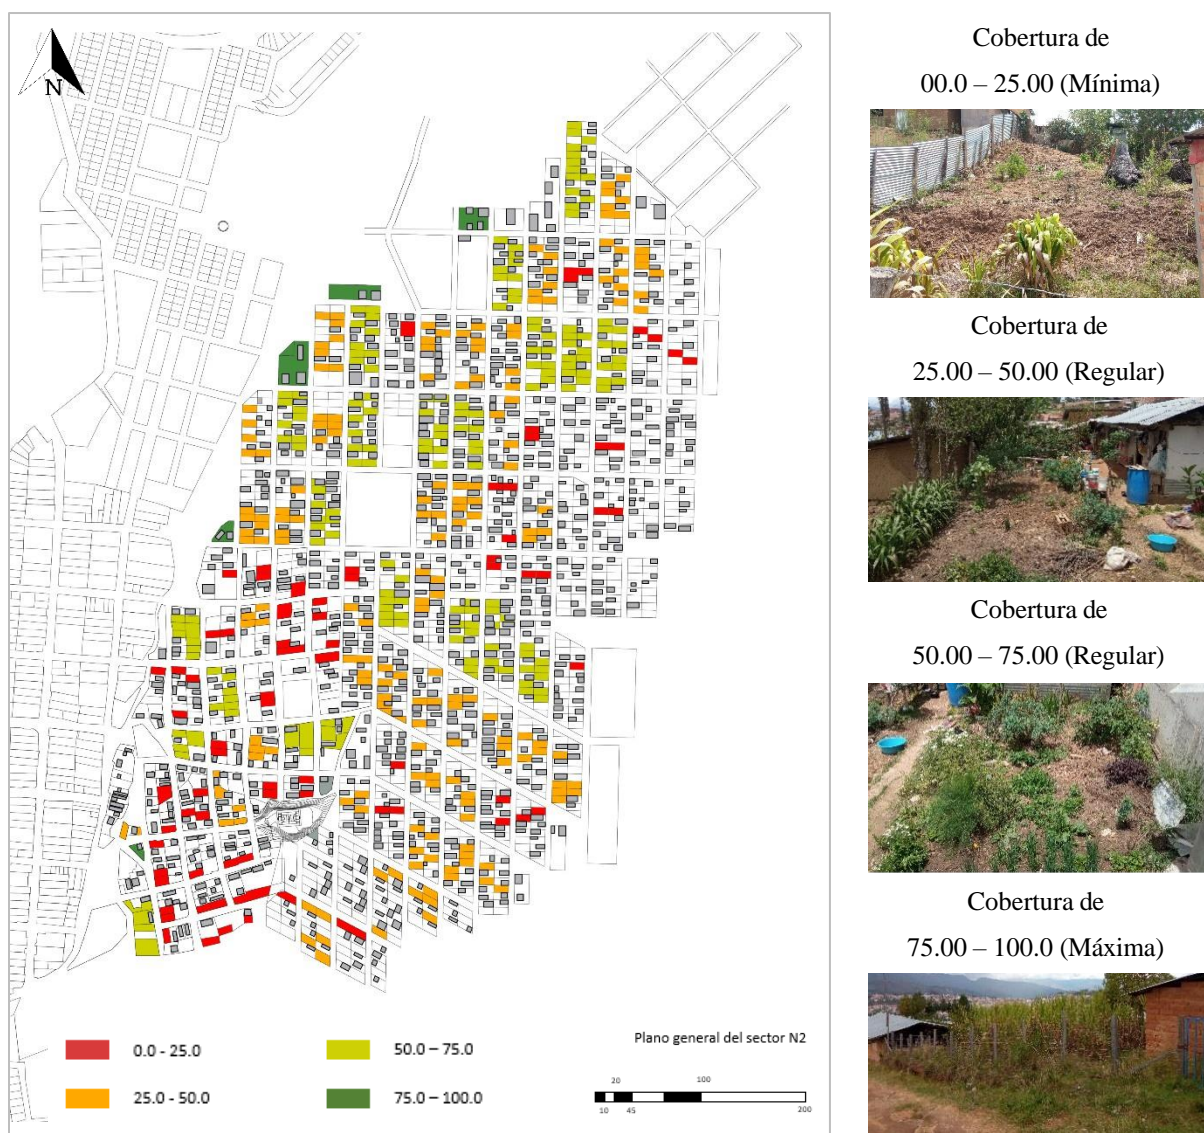 N
0.0 - 25.0
25.0 - 50.0
50.0 – 75.0
75.0 – 100.0
Plano general del sector N2
20
100
10
45
200
Cobertura de
00.0 – 25.00 (Mínima)
Cobertura de
25.00 – 50.00 (Regular)
Cobertura de
50.00 – 75.00 (Regular)
Cobertura de
75.00 – 100.0 (Máxima)